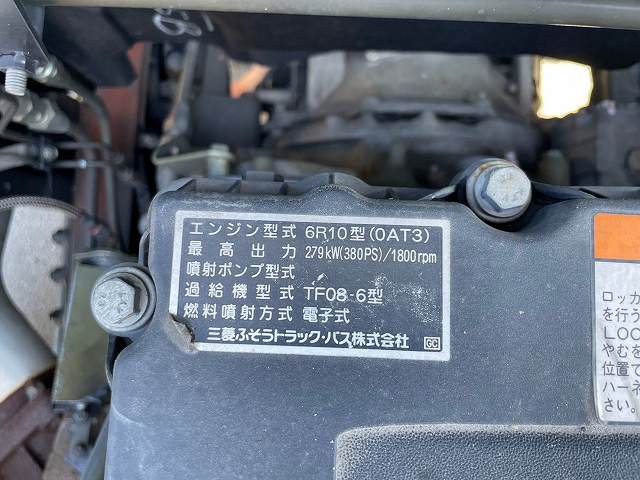 エンジン型式 6R10型(0AT3)
最高出力 279kW(380PS)/1800rpm
噴射ポンプ型式
過給機型式 TF08-6型
燃料噴射方式 電子式
三菱ふそうトラック・バス株式会社 GC
ロッカ
を行う
LOC
やむを
位置で
ハーネ
さい。